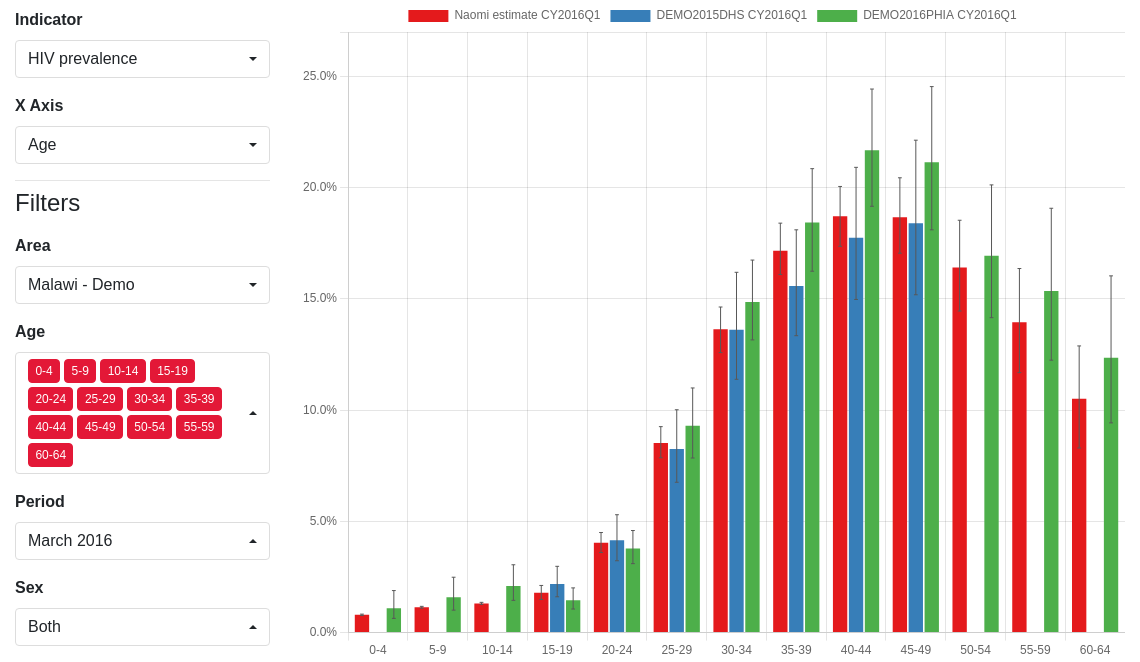 Indicator
HIV prevalence
X Axis
Age
Filters
Area
Malawi - Demo
Age
0-4 5-9 10-14 15-19
20-24 25-29 30-34 35-39
40-44 45-49 50-54 55-59
60-64
Period
March 2016
Sex
Both
Naomi estimate CY2016Q1 DEMO2015DHS CY2016Q1 DEMO2016PHIA CY2016Q1
25.0%
20.0%
15.0%
10.0%
5.0%
0.0%
0-4 5-9 10-14 15-19 20-24 25-29 30-34 35-39 40-44 45-49 50-54 55-59 60-64